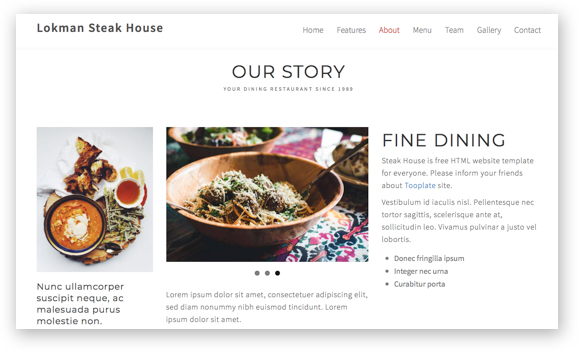 Lokman Steak House
Home Features About Menu Team Gallery Contact
OUR STORY
YOUR DINING RESTAURANT SINCE 1989
Nunc ullamcorper
suscipit neque, ac
malesuada purus
molestie non.
Lorem ipsum dolor sit amet, consectetuer adipiscing elit,
sed diam nonummy nibh euismod tincidunt. Lorem
ipsum dolor sit amet.
FINE DINING
Steak House is free HTML website template
for everyone. Please inform your friends
about Tooplate site.
Vestibulum id iaculis nisl. Pellentesque nec
tortor sagittis, scelerisque ante at,
sollicitudin leo. Vivamus pulvinar a justo vel
lobortis.
Donec fringilla ipsum
Integer nec urna
Curabitur porta